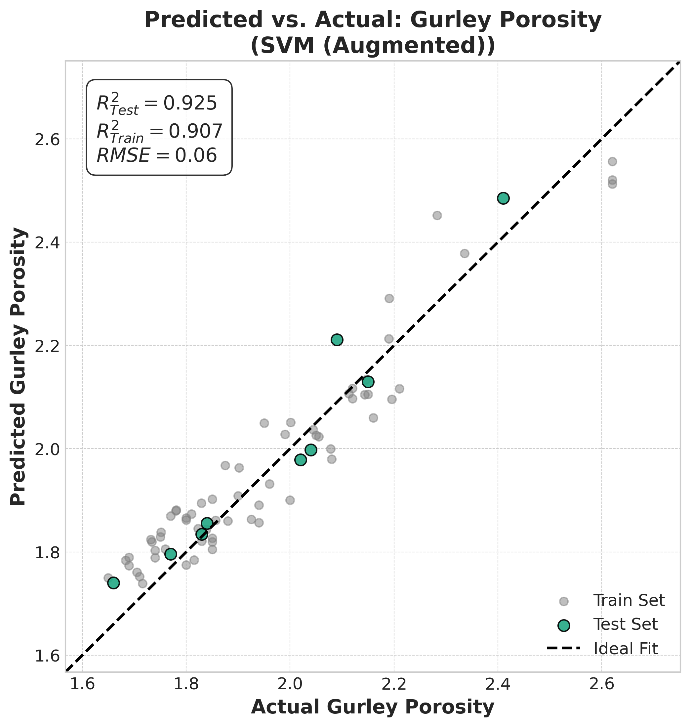 Predicted vs. Actual: Gurley Porosity
(SVM (Augmented))
R²_Test = 0.925
R²_Train = 0.907
RMSE = 0.06
Predicted Gurley Porosity
2.6
2.4
2.2
2.0
1.8
1.6
Train Set
Test Set
Ideal Fit
1.6 1.8 2.0 2.2 2.4 2.6
Actual Gurley Porosity